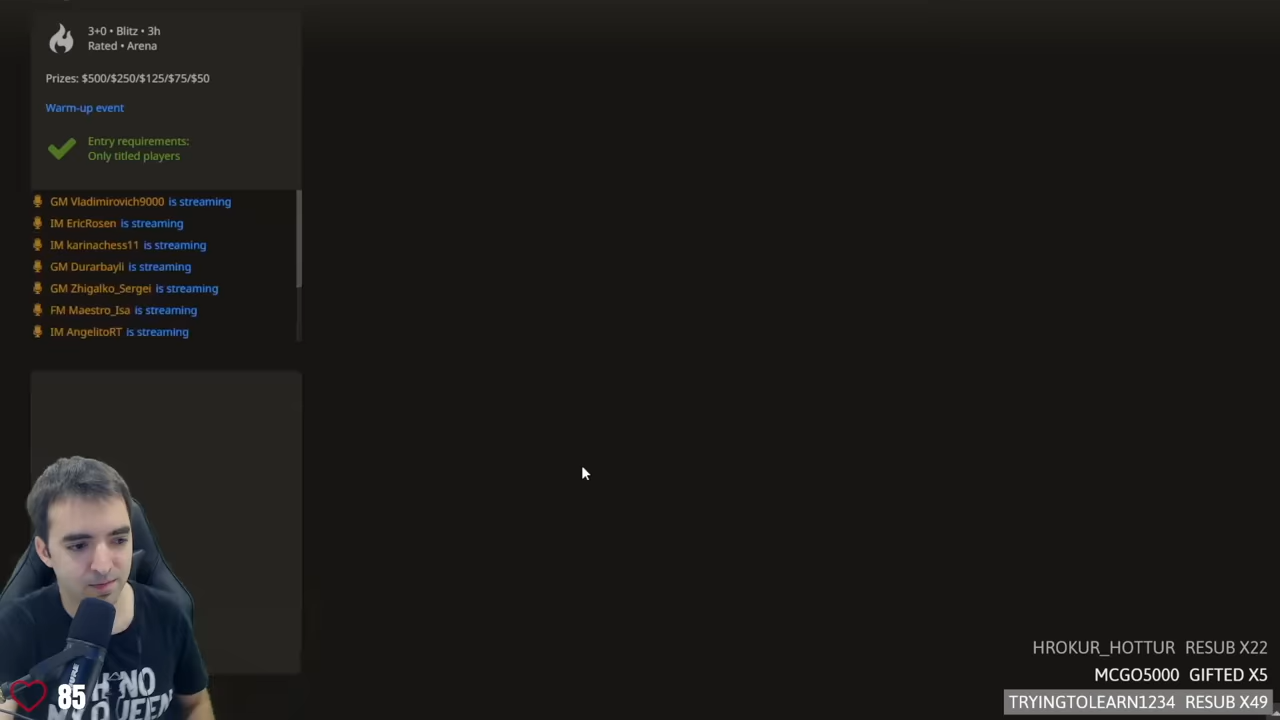 3+0 • Blitz • 3h
Rated • Arena
Prizes: $500/$250/$125/$75/$50
Warm-up event
Entry requirements:
Only titled players
GM Vladimirovich9000 is streaming
IM EricRosen is streaming
IM karinachess11 is streaming
GM Durarbayli is streaming
GM Zhigalko_Sergei is streaming
FM Maestro_Isa is streaming
IM AngelitoRT is streaming
NO
QUEEN
85
HROKUR_HOTTUR RESUB X22
MCGO5000 GIFTED X5
TRYINGTOLEARN1234 RESUB X49